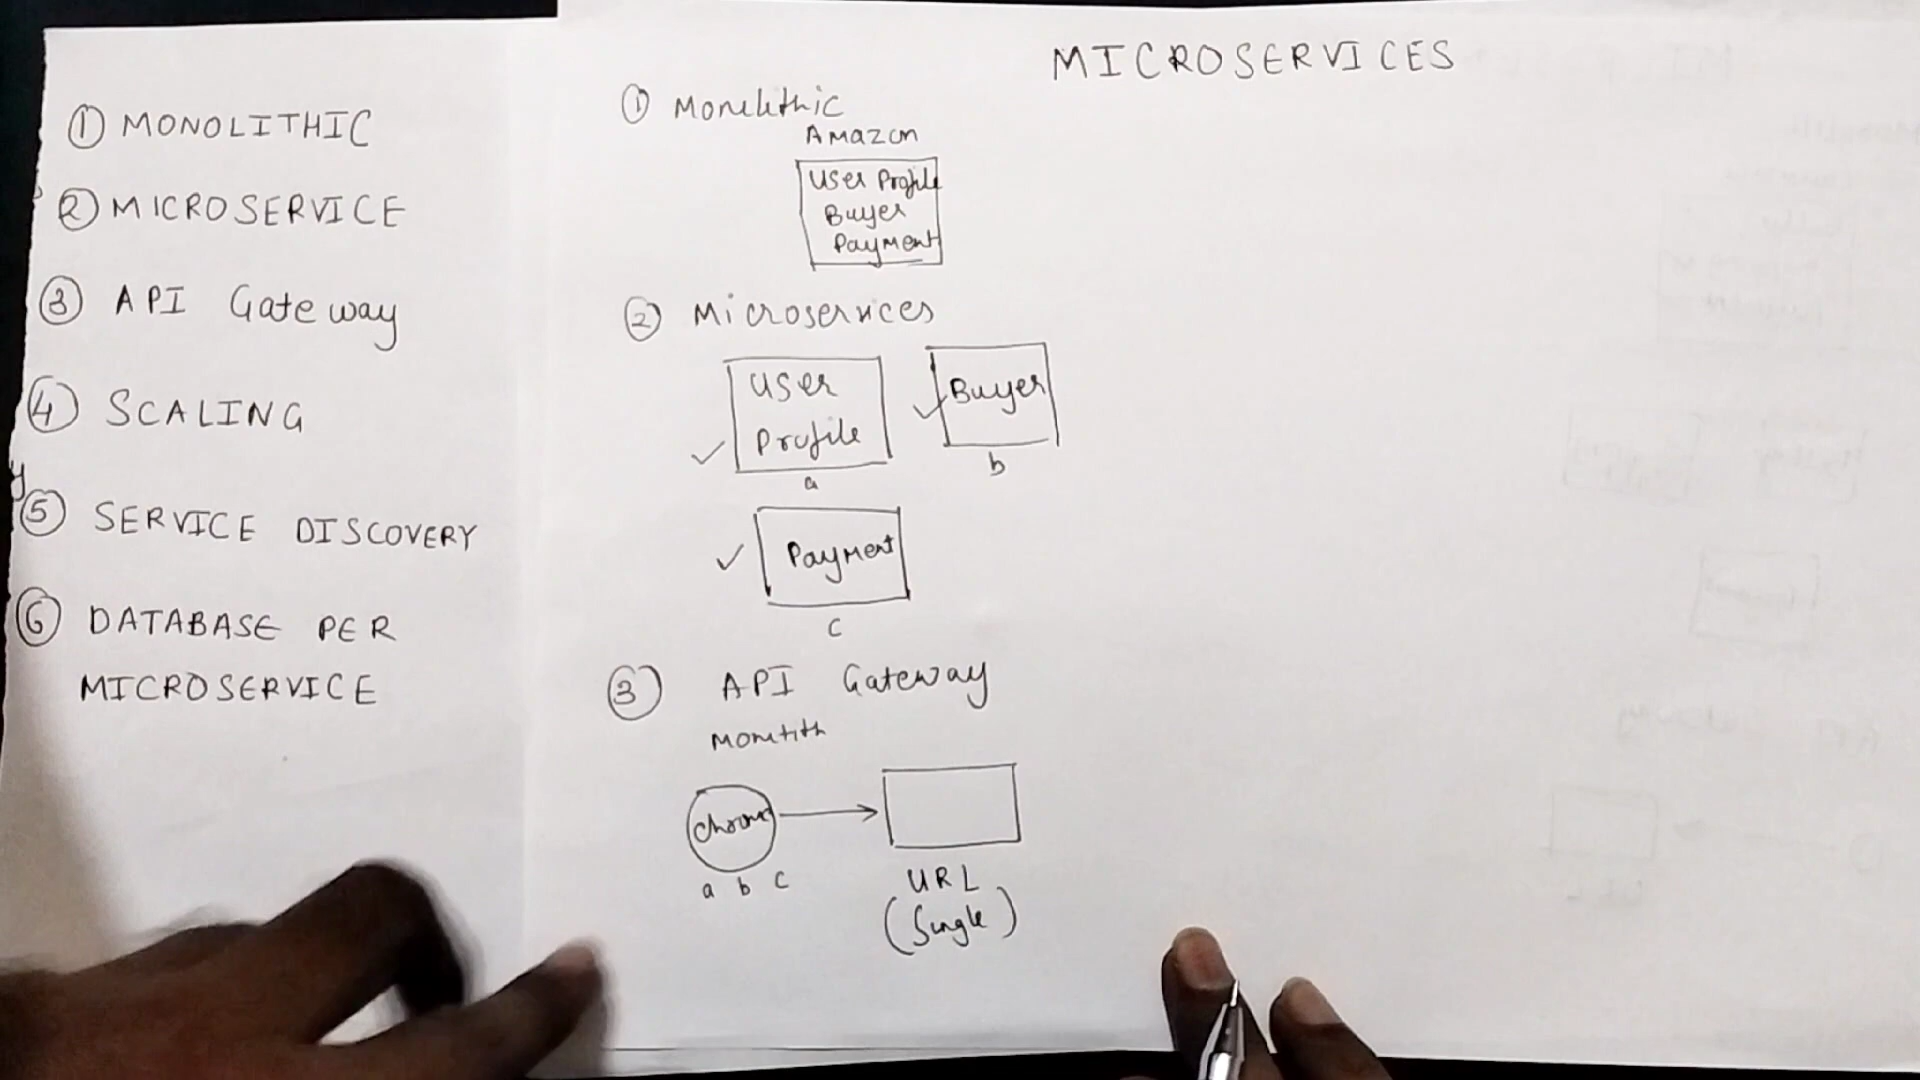 ① MONOLITHIC
② MICROSERVICE
③ API Gateway
④ SCALING
y
⑤ SERVICE DISCOVERY
⑥ DATABASE PER
MICROSERVICE
MICROSERVICES
① Monolithic
Amazon
User Profile
Buyer
Payment
② Microservices
User
Profile
a
Buyer
b
Payment
c
③ API Gateway
Chrome
a b c
URL
(Single)